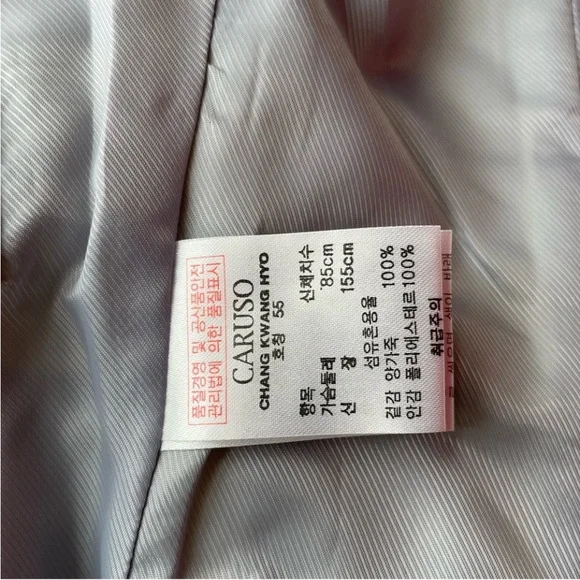 품질경영 및 공산품안전
관리법에 의한 품질표시
CARUSO
CHANG KWANG HYO
호칭 55
항목 신체치수
가슴둘레 85cm
신 장 155cm
섬유혼용율
겉감 양가죽 100%
안감 폴리에스테르100%
취급주의